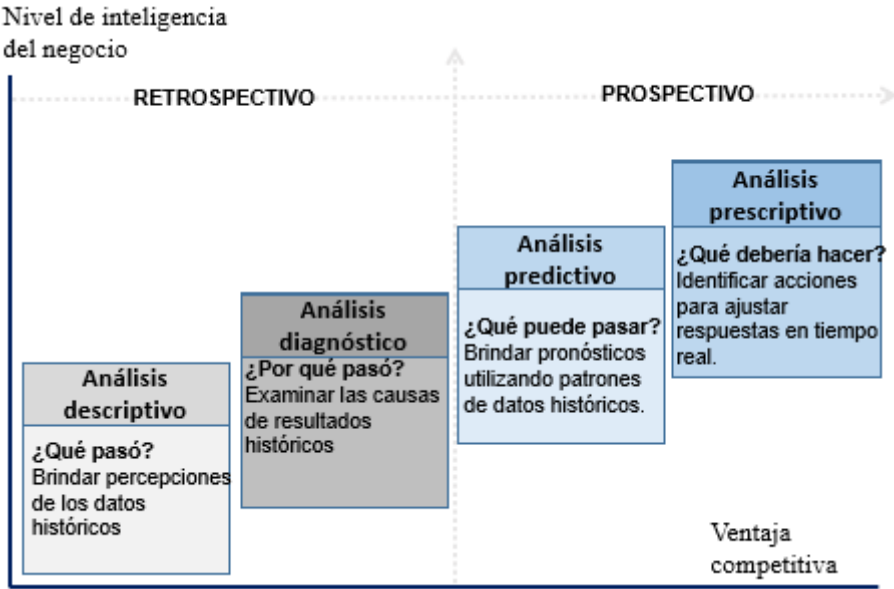 Nivel de inteligencia
del negocio
RETROSPECTIVO
PROSPECTIVO
Análisis
descriptivo
¿Qué pasó?
Brindar percepciones
de los datos
históricos
Análisis
diagnóstico
¿Por qué pasó?
Examinar las causas
de resultados
históricos
Análisis
predictivo
¿Qué puede pasar?
Brindar pronósticos
utilizando patrones
de datos históricos.
Análisis
prescriptivo
¿Qué debería hacer?
Identificar acciones
para ajustar
respuestas en tiempo
real.
Ventaja
competitiva